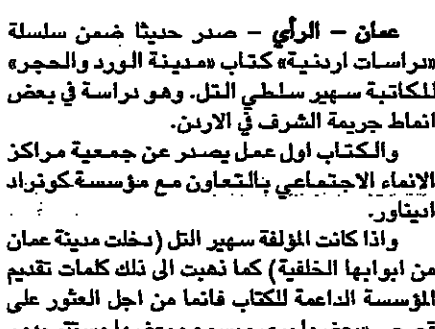 عمان – الرأي – صدر حديثا ضمن سلسلة
«دراسات اردنية» كتاب «مدينة الورد والحجر»
للكاتبة سهير سلطي التل. وهو دراسة في بعض
انماط جريمة الشرف في الاردن.
والكتاب اول عمل يصدر عن جمعية مراكز
الإنماء الاجتماعي بالتعاون مع مؤسسة كونراد
اديناور.
واذا كانت المؤلفة سهير التل (دخلت مدينة عمان
من ابوابها الخلفية) كما ذهبت الى ذلك كلمات تقديم
المؤسسة الداعمة للكتاب فانما من اجل العثور على